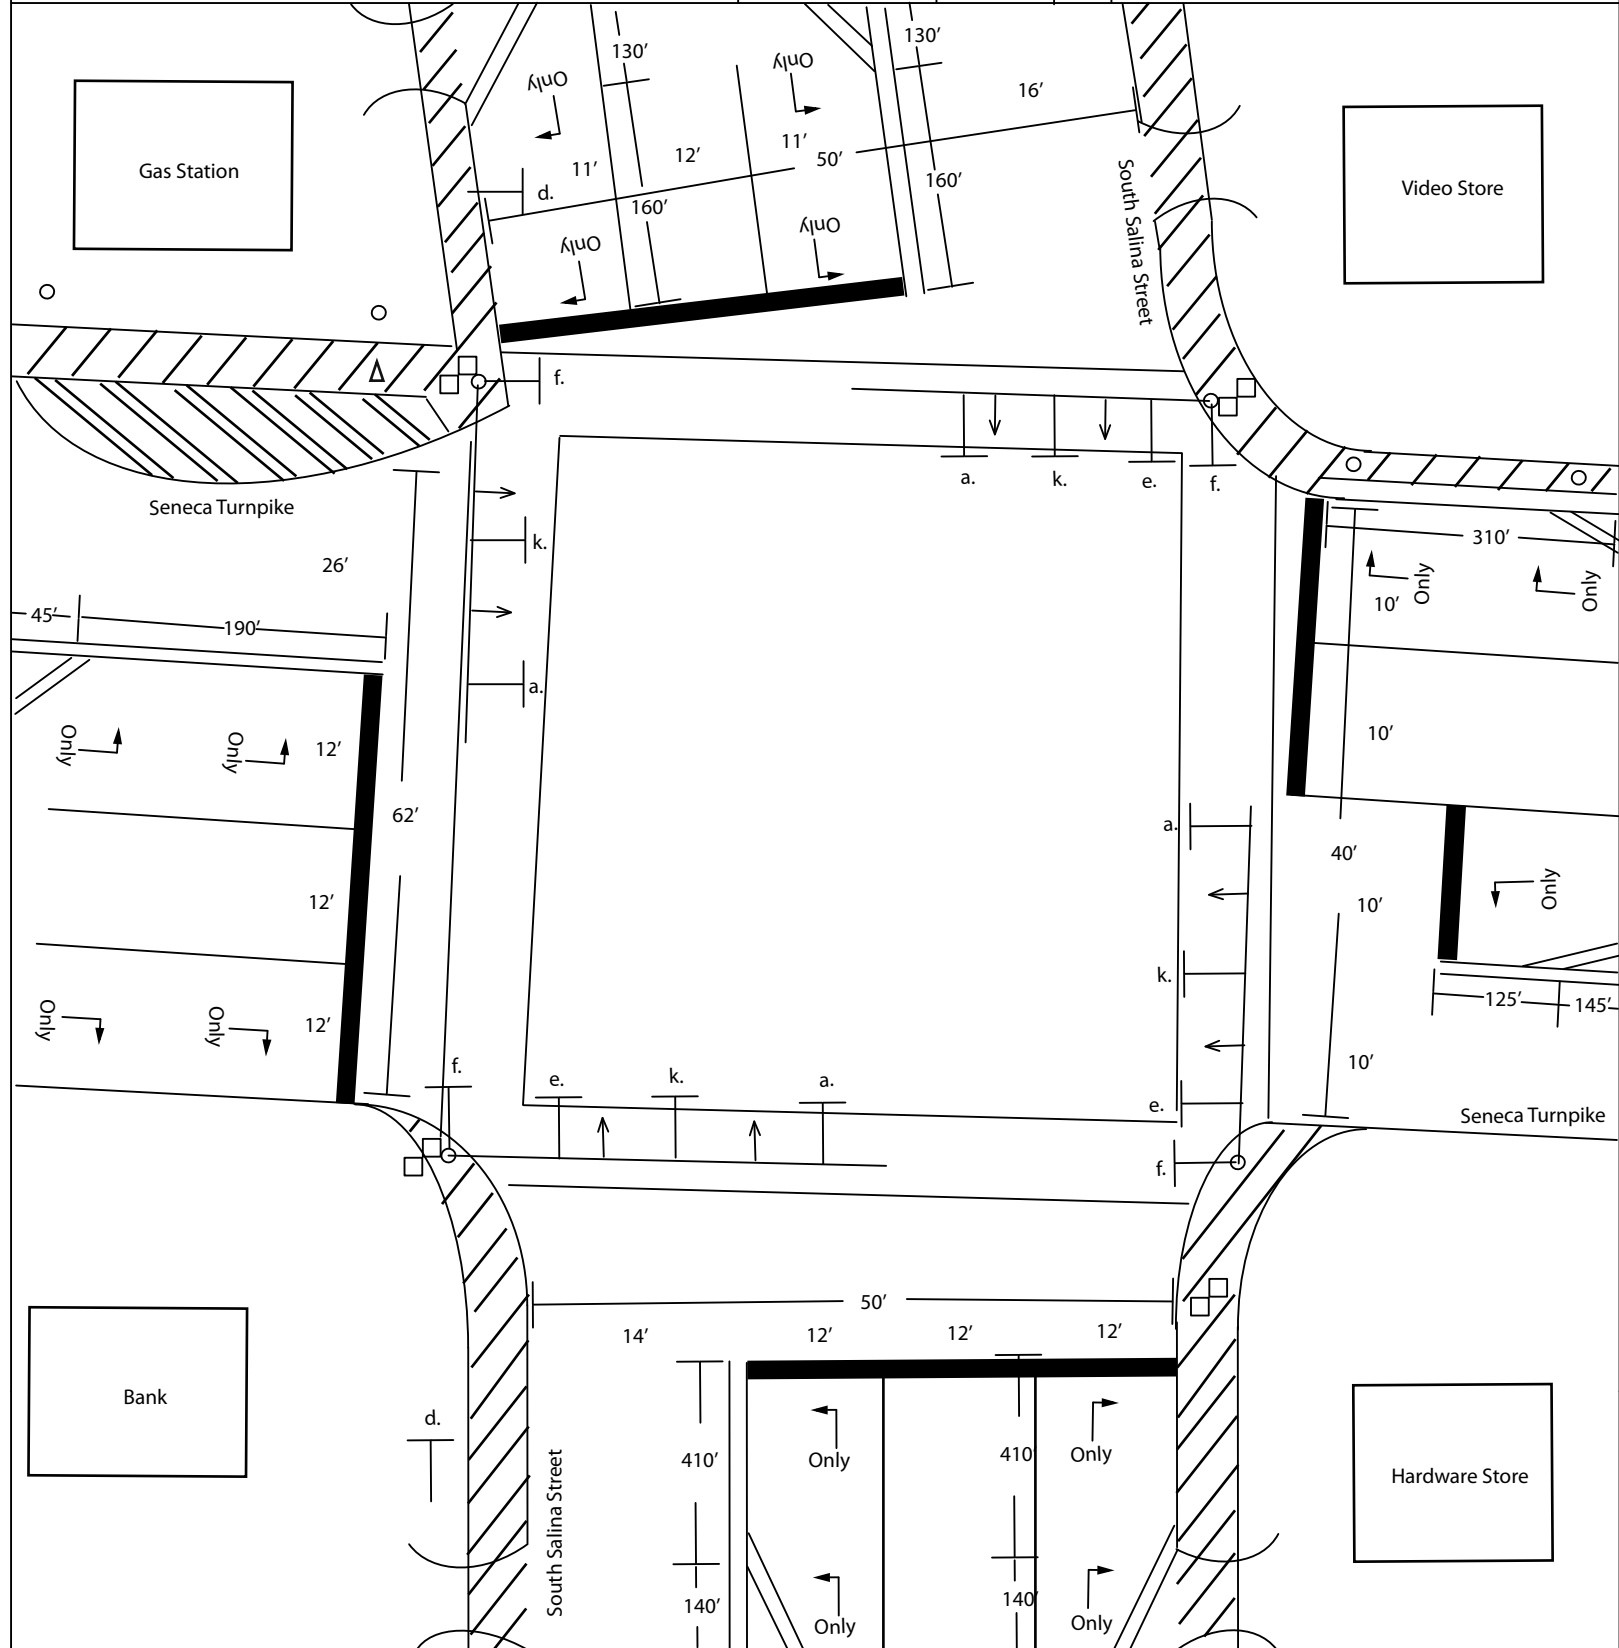 130′
130′
Only
Only
16′
11′
12′
11′
50′
Gas Station
d.
160′
160′
South Salina Street
Video Store
Only
Only
f.
a.
k.
e.
f.
Seneca Turnpike
k.
26′
310′
Only
Only
10′
45′
190′
a.
Only
Only
12′
10′
62′
a.
40′
12′
10′
Only
k.
125′
145′
Only
Only
12′
f.
e.
k.
a.
e.
10′
Seneca Turnpike
f.
50′
14′
12′
12′
12′
Bank
d.
410′
Only
410′
Only
Hardware Store
South Salina Street
140′
Only
140′
Only